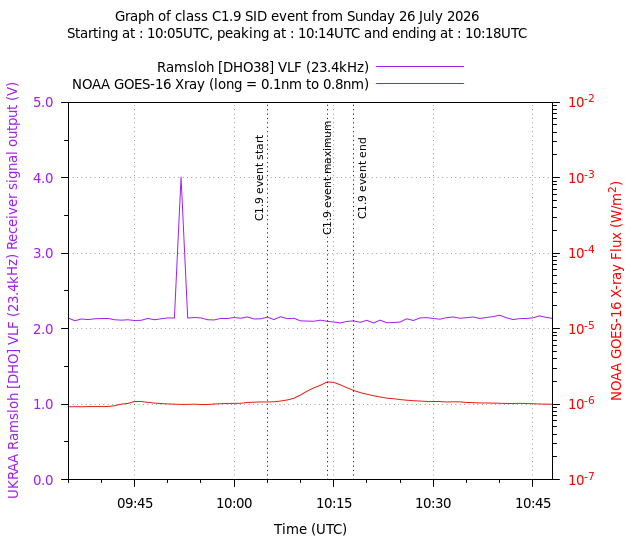 Graph of class C1.9 SID event from Sunday 26 July 2026
Starting at : 10:05UTC, peaking at : 10:14UTC and ending at : 10:18UTC
Ramsloh [DHO38] VLF (23.4kHz)
NOAA GOES-16 Xray (long = 0.1nm to 0.8nm)
UKRAA Ramsloh [DHO] VLF (23.4kHz) Receiver signal output (V)
5.0
4.0
3.0
2.0
1.0
0.0
C1.9 event start
C1.9 event maximum
C1.9 event end
10⁻²
10⁻³
10⁻⁴
10⁻⁵
10⁻⁶
10⁻⁷
NOAA GOES-16 X-ray Flux (W/m²)
09:45 10:00 10:15 10:30 10:45
Time (UTC)